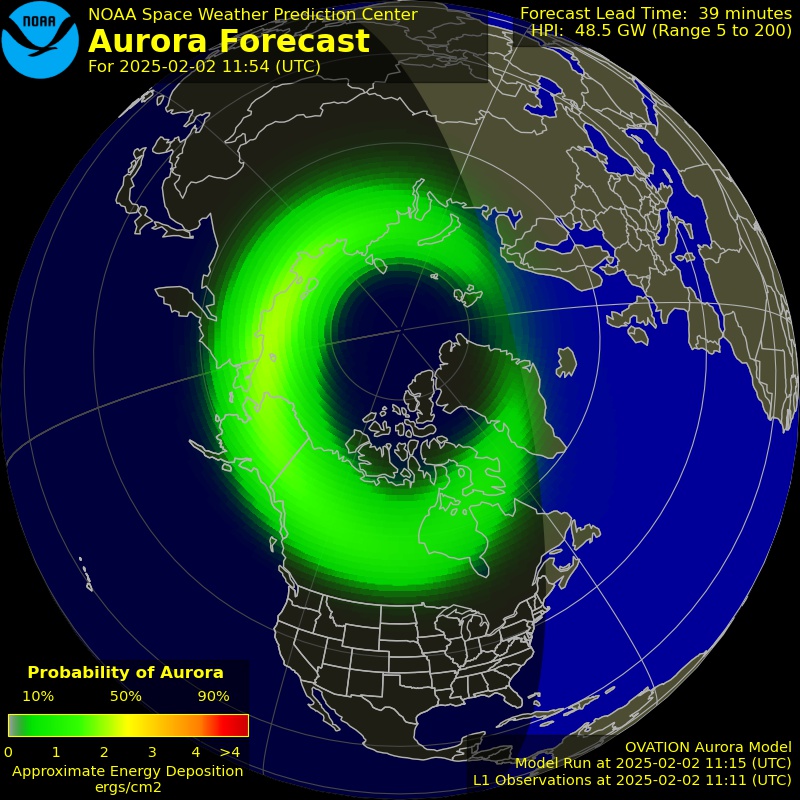 NOAA
NOAA Space Weather Prediction Center
Aurora Forecast
For 2025-02-02 11:54 (UTC)
Forecast Lead Time: 39 minutes
HPI: 48.5 GW (Range 5 to 200)
Probability of Aurora
10% 50% 90%
0 1 2 3 4 >4
Approximate Energy Deposition
ergs/cm2
OVATION Aurora Model
Model Run at 2025-02-02 11:15 (UTC)
L1 Observations at 2025-02-02 11:11 (UTC)